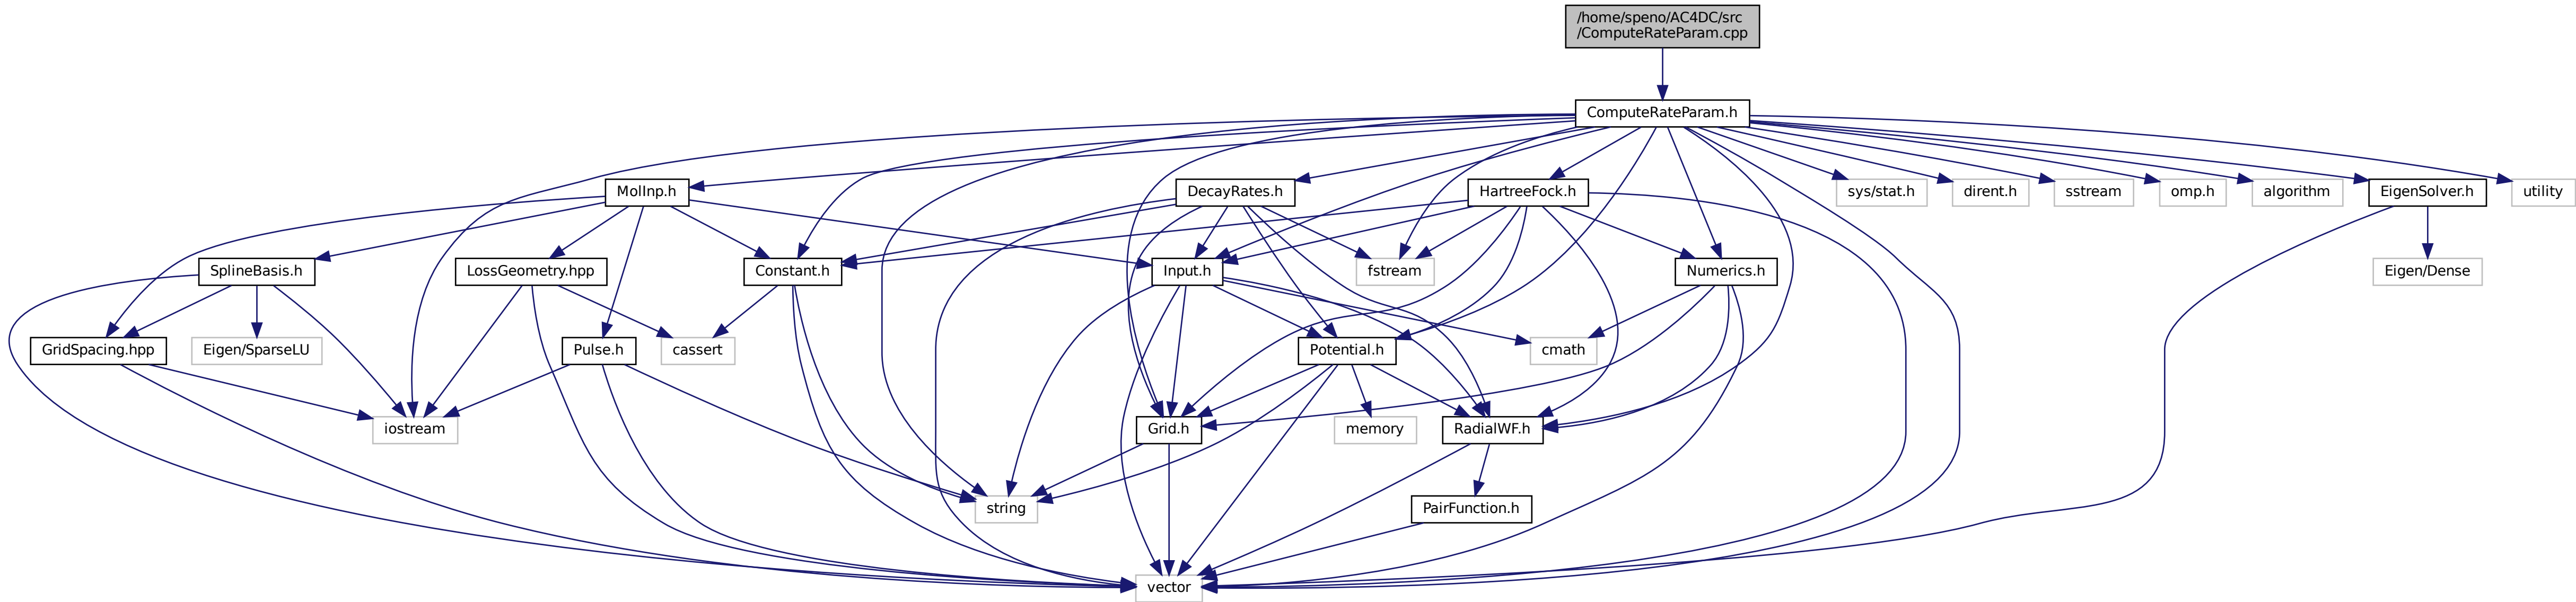 /home/speno/AC4DC/src
/ComputeRateParam.cpp
ComputeRateParam.h
MolInp.h
DecayRates.h
HartreeFock.h
sys/stat.h
dirent.h
sstream
omp.h
algorithm
EigenSolver.h
utility
SplineBasis.h
LossGeometry.hpp
Constant.h
Input.h
fstream
Numerics.h
Eigen/Dense
GridSpacing.hpp
Eigen/SparseLU
Pulse.h
cassert
Potential.h
cmath
iostream
Grid.h
memory
RadialWF.h
string
PairFunction.h
vector